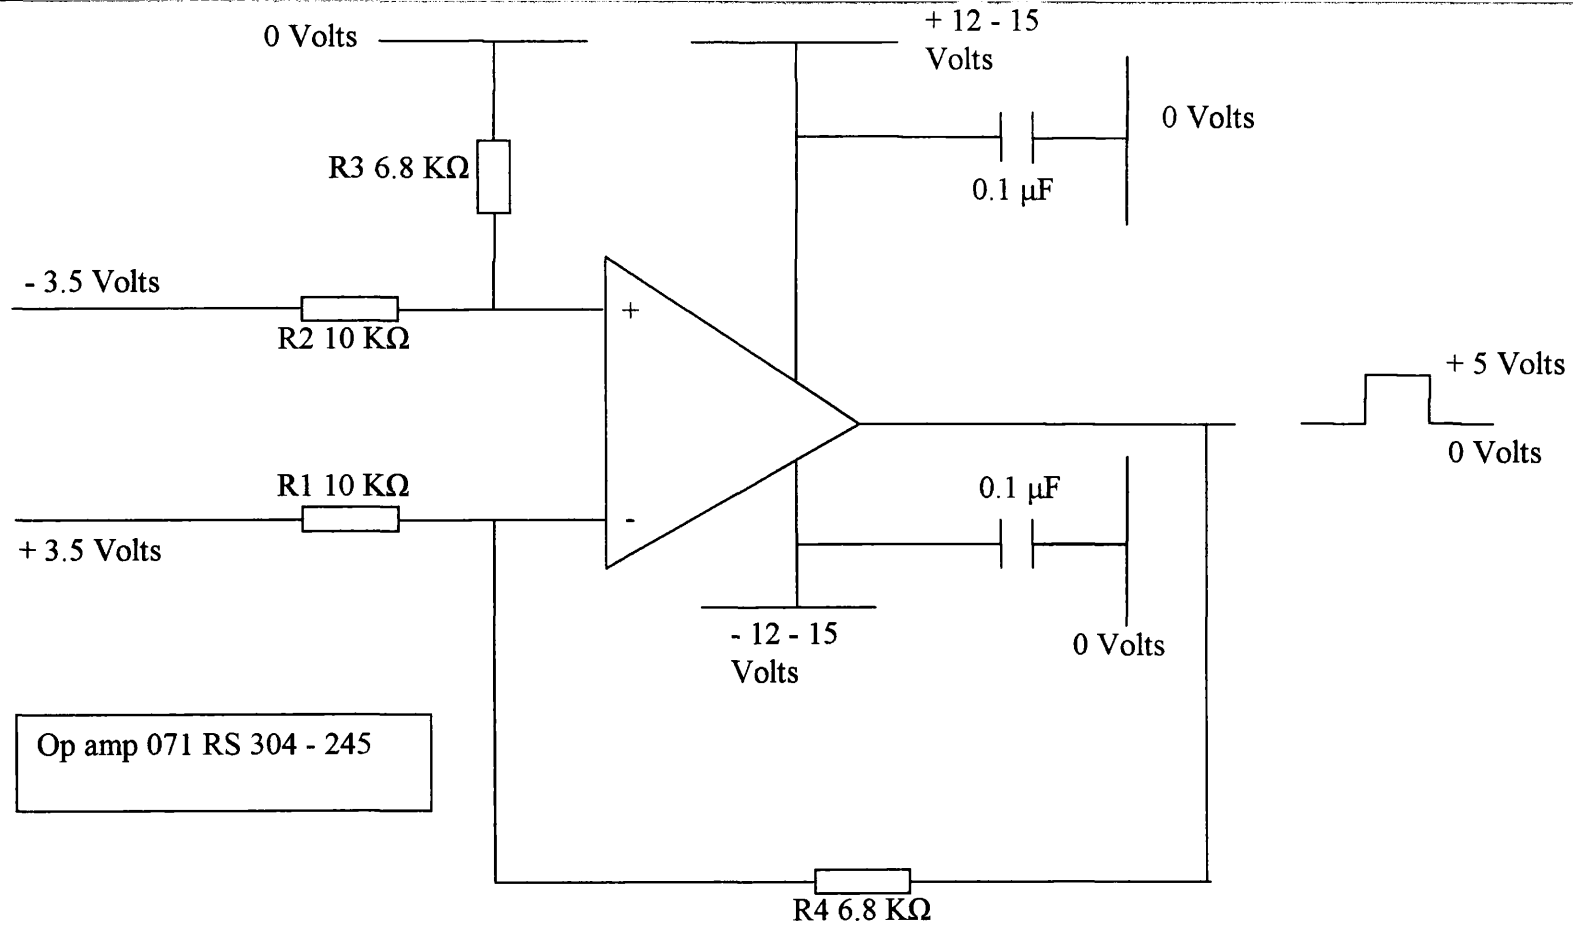 0 Volts
+ 12 - 15
Volts
0 Volts
R3 6.8 KΩ
0.1 μF
- 3.5 Volts
+
R2 10 KΩ
+ 5 Volts
0 Volts
R1 10 KΩ
0.1 μF
-
+ 3.5 Volts
- 12 - 15
Volts
0 Volts
Op amp 071 RS 304 - 245
R4 6.8 KΩ